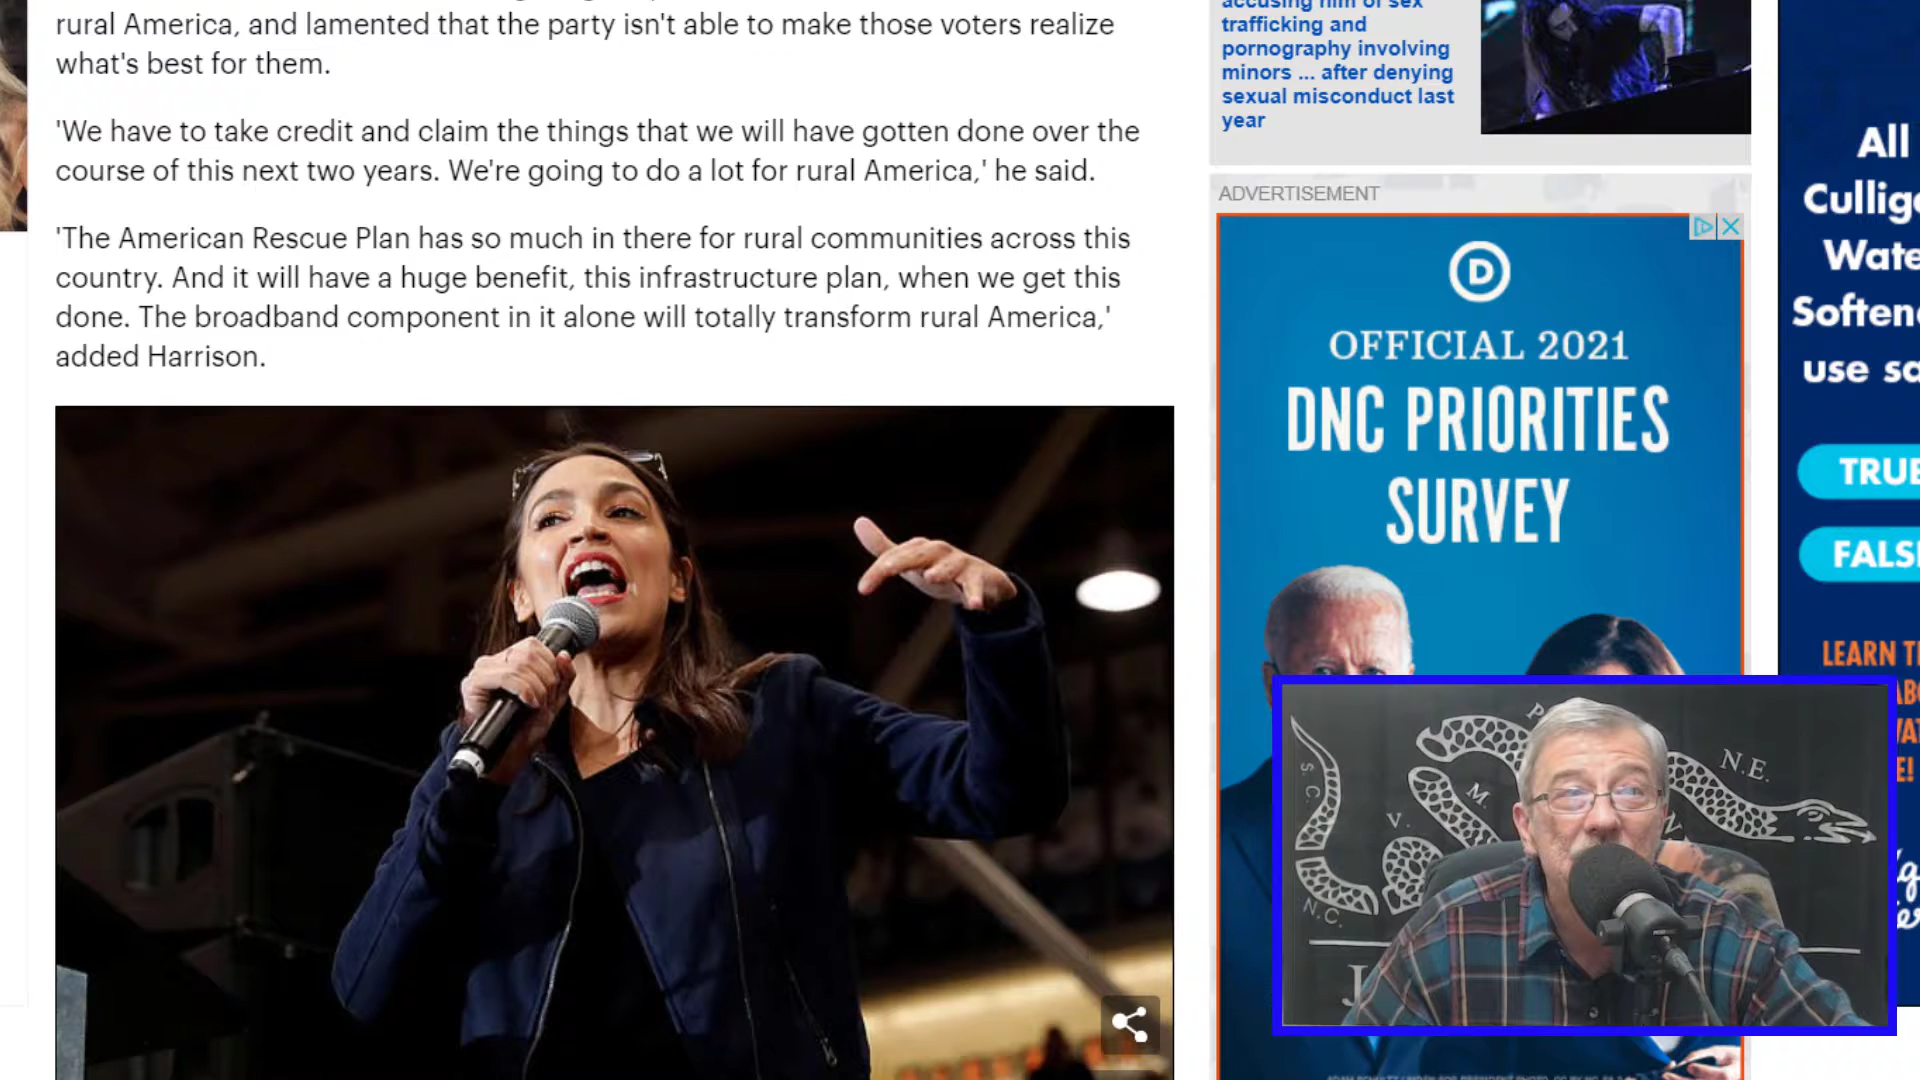 rural America, and lamented that the party isn't able to make those voters realize
what's best for them.
'We have to take credit and claim the things that we will have gotten done over the
course of this next two years. We're going to do a lot for rural America,' he said.
'The American Rescue Plan has so much in there for rural communities across this
country. And it will have a huge benefit, this infrastructure plan, when we get this
done. The broadband component in it alone will totally transform rural America,'
added Harrison.
accusing him of sex
trafficking and
pornography involving
minors ... after denying
sexual misconduct last
year
ADVERTISEMENT
D
OFFICIAL 2021
DNC PRIORITIES
SURVEY
All
Wate
Softene
use sa
TRUE
FALS
LEARN T
S. C.
N.C.
V.
M.
P
N.E.
N
J